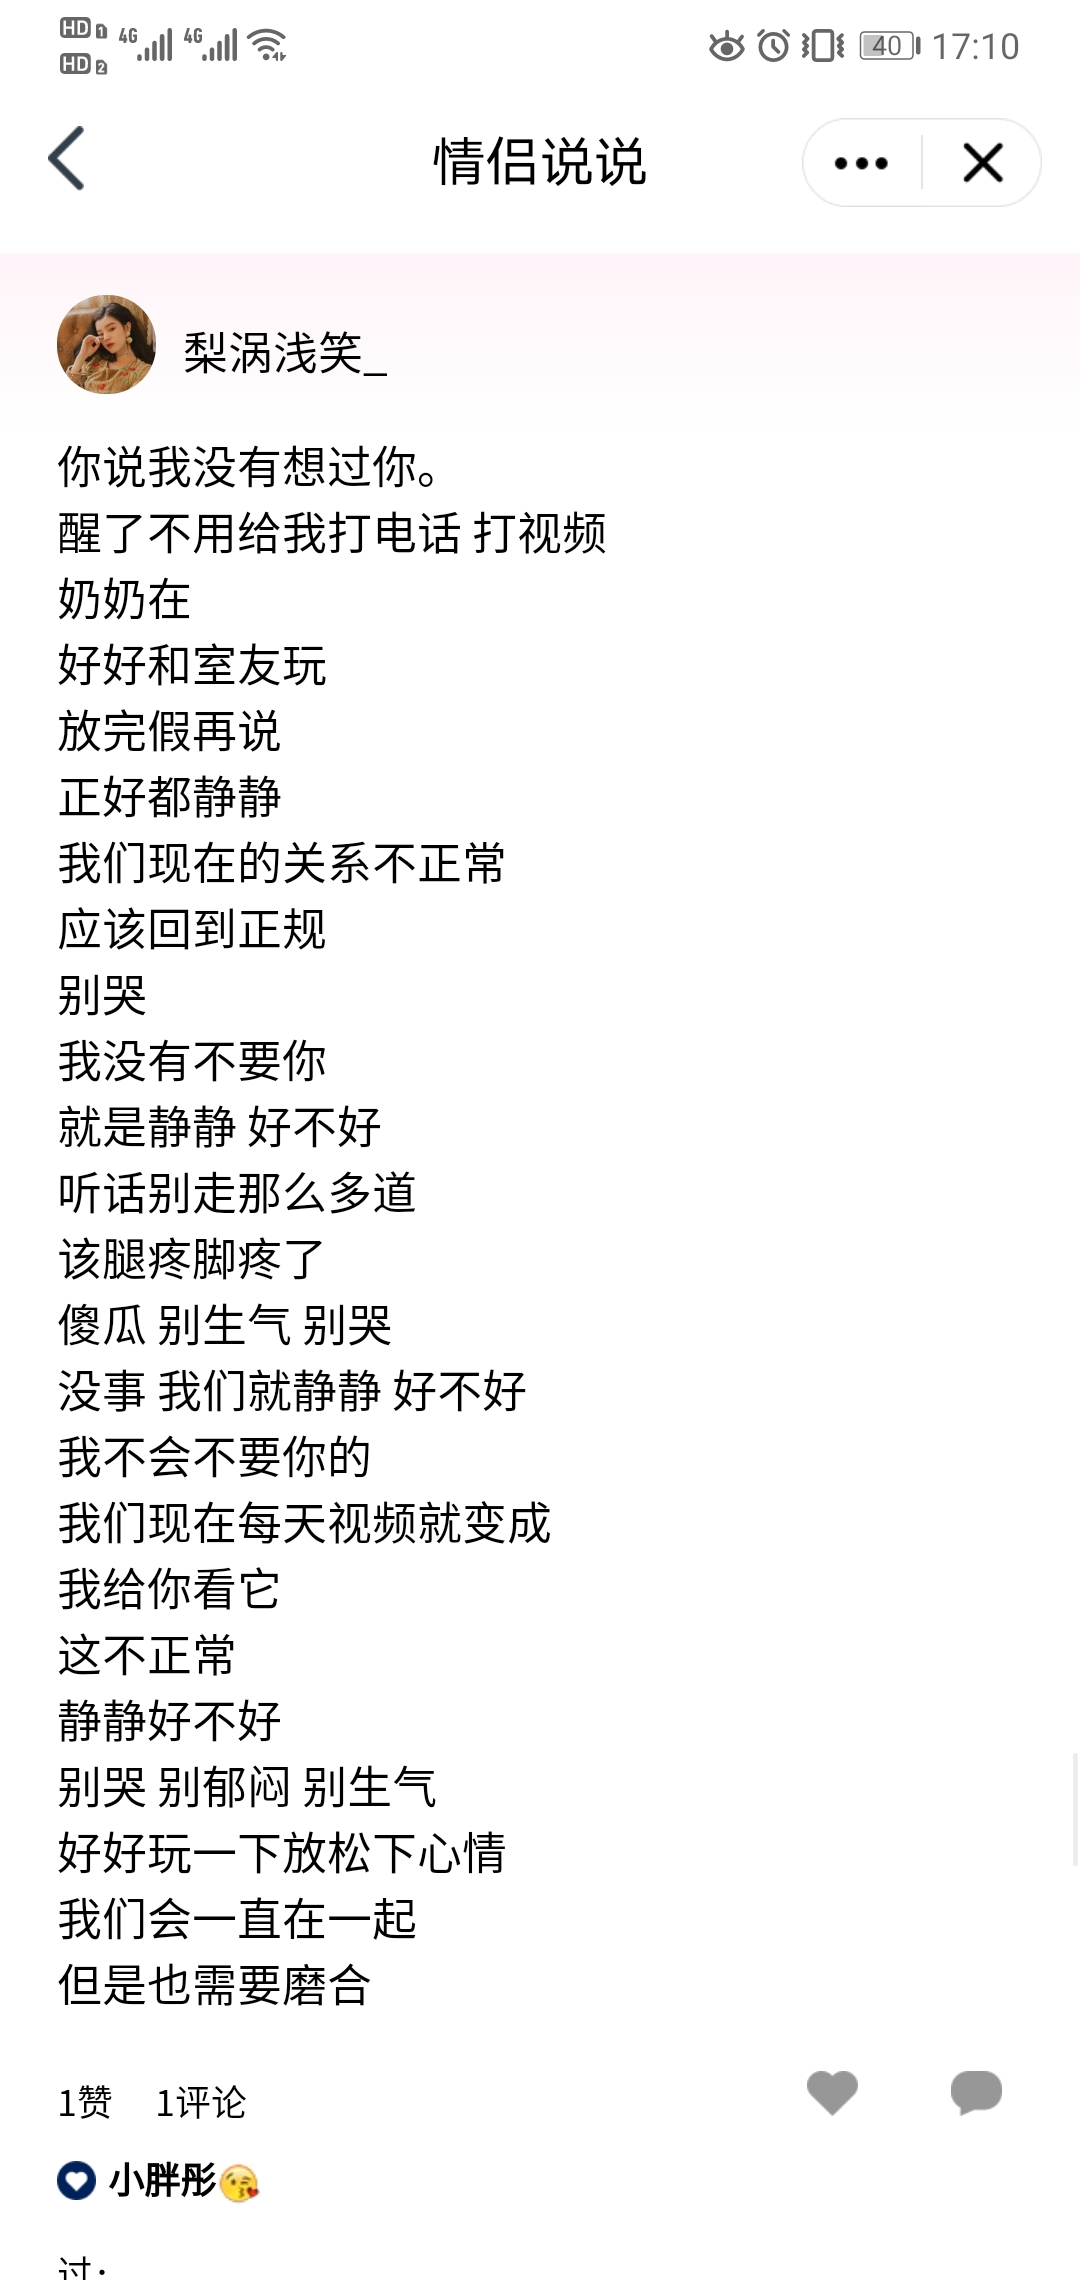 HD 1 4G 4G
HD 2
40 17:10
情侣说说
梨涡浅笑_
你说我没有想过你。
醒了不用给我打电话 打视频
奶奶在
好好和室友玩
放完假再说
正好都静静
我们现在的关系不正常
应该回到正规
别哭
我没有不要你
就是静静 好不好
听话别走那么多道
该腿疼脚疼了
傻瓜 别生气 别哭
没事 我们就静静 好不好
我不会不要你的
我们现在每天视频就变成
我给你看它
这不正常
静静好不好
别哭 别郁闷 别生气
好好玩一下放松下心情
我们会一直在一起
但是也需要磨合
1赞 1评论
小胖彤😘